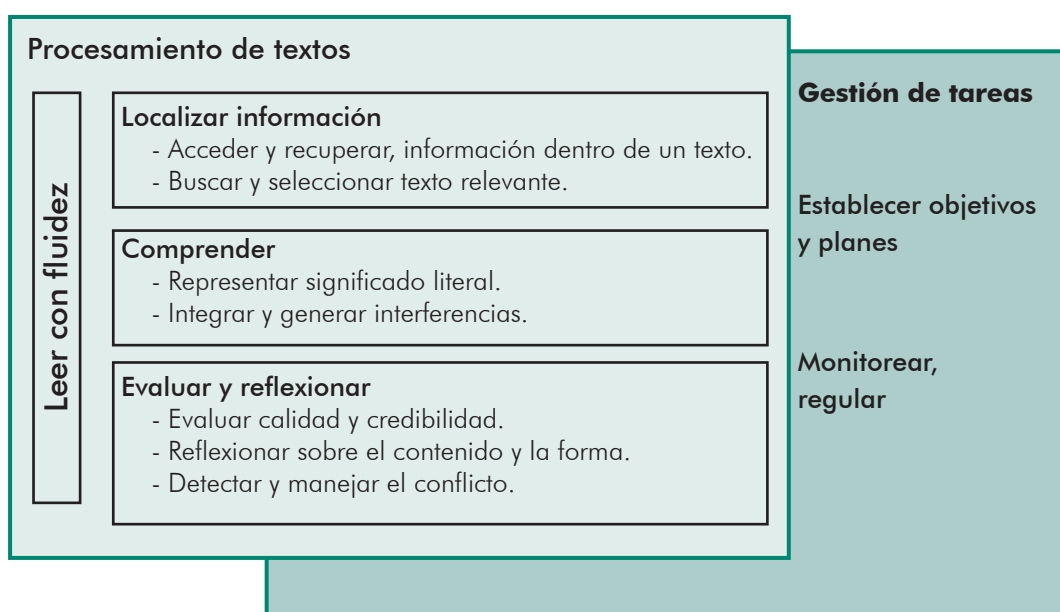 Procesamiento de textos
Leer con fluidez
Localizar información
- Acceder y recuperar, información dentro de un texto.
- Buscar y seleccionar texto relevante.
Comprender
- Representar significado literal.
- Integrar y generar interferencias.
Evaluar y reflexionar
- Evaluar calidad y credibilidad.
- Reflexionar sobre el contenido y la forma.
- Detectar y manejar el conflicto.
Gestión de tareas
Establecer objetivos
y planes
Monitorear,
regular